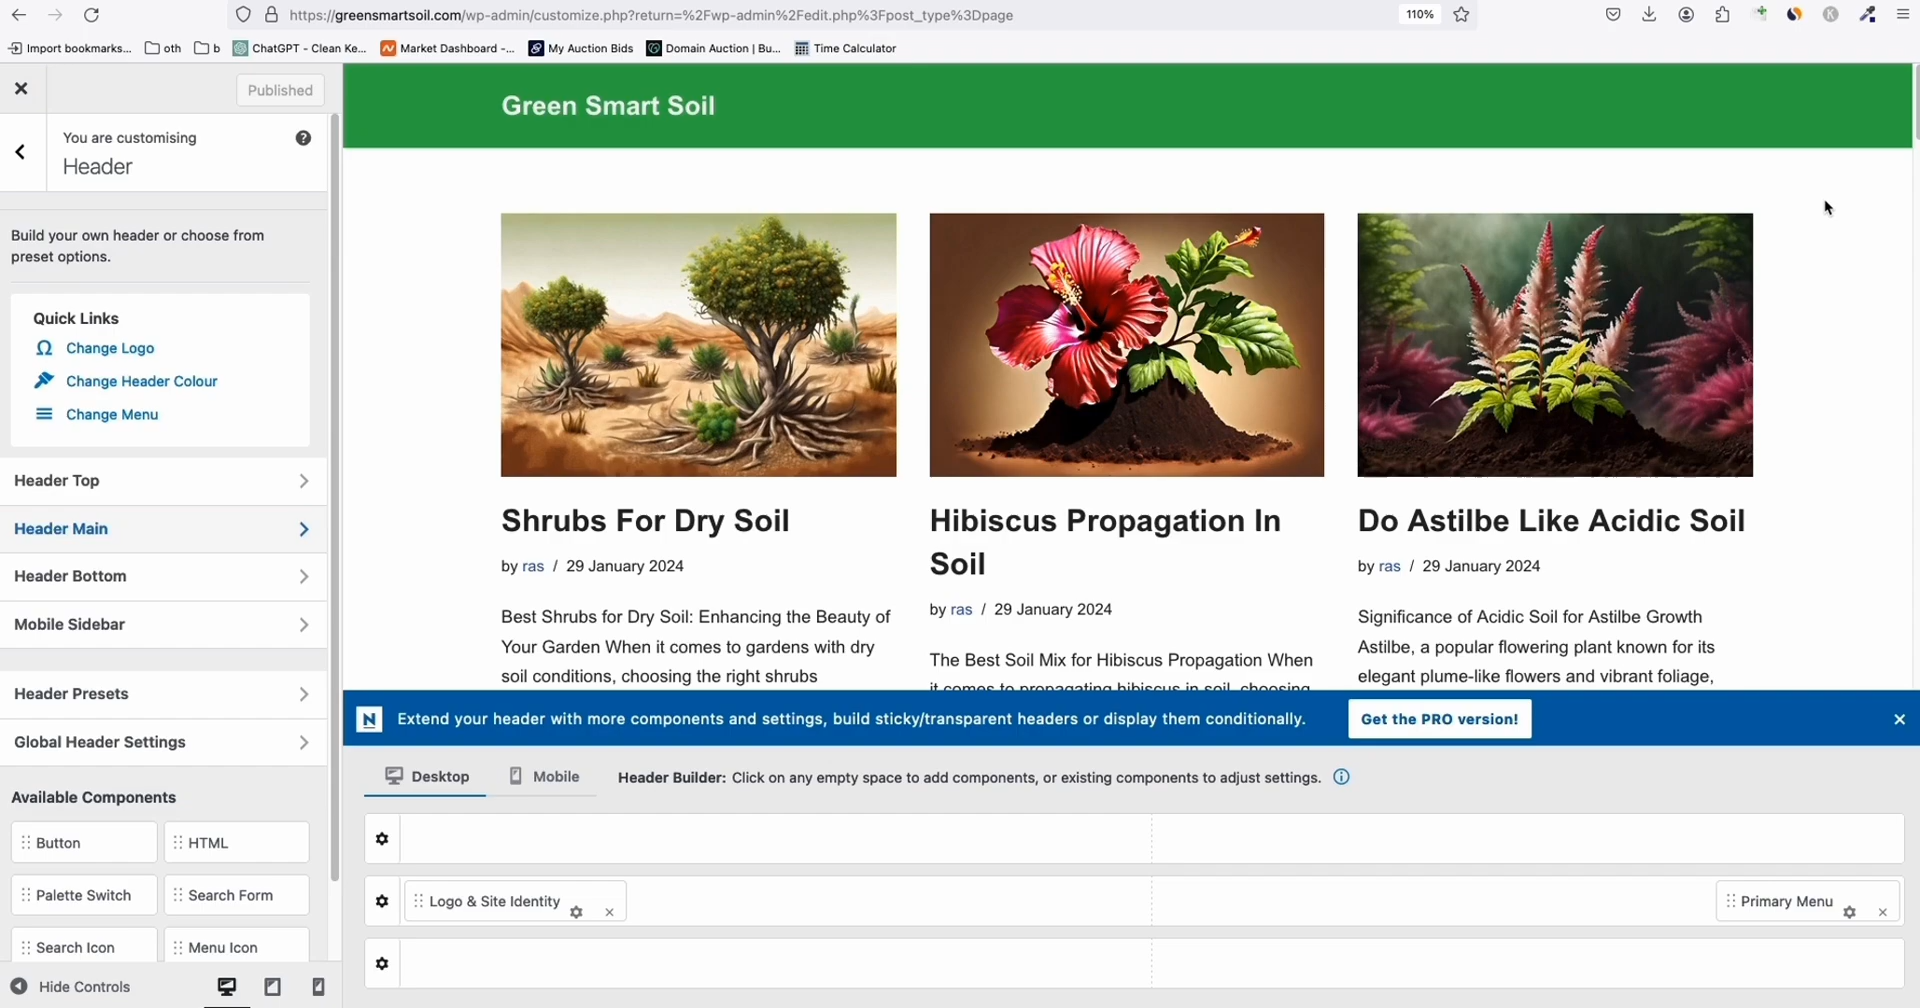 https://greensmartsoil.com/wp-admin/customize.php?return=%2Fwp-admin%2Fedit.php%3Fpost_type%3Dpage
110%
Import bookmarks...
oth
b
ChatGPT - Clean Ke...
Market Dashboard -...
My Auction Bids
Domain Auction | Bu...
Time Calculator
Published
You are customising
Header
Build your own header or choose from
preset options.
Quick Links
Change Logo
Change Header Colour
Change Menu
Header Top
Header Main
Header Bottom
Mobile Sidebar
Header Presets
Global Header Settings
Available Components
Button
HTML
Palette Switch
Search Form
Search Icon
Menu Icon
Hide Controls
Green Smart Soil
Shrubs For Dry Soil
by ras / 29 January 2024
Best Shrubs for Dry Soil: Enhancing the Beauty of
Your Garden When it comes to gardens with dry
soil conditions, choosing the right shrubs
Hibiscus Propagation In
Soil
by ras / 29 January 2024
The Best Soil Mix for Hibiscus Propagation When
it comes to propagating hibiscus in soil, choosing
Do Astilbe Like Acidic Soil
by ras / 29 January 2024
Significance of Acidic Soil for Astilbe Growth
Astilbe, a popular flowering plant known for its
elegant plume-like flowers and vibrant foliage,
N
Extend your header with more components and settings, build sticky/transparent headers or display them conditionally.
Get the PRO version!
Desktop
Mobile
Header Builder: Click on any empty space to add components, or existing components to adjust settings.
Logo & Site Identity
Primary Menu